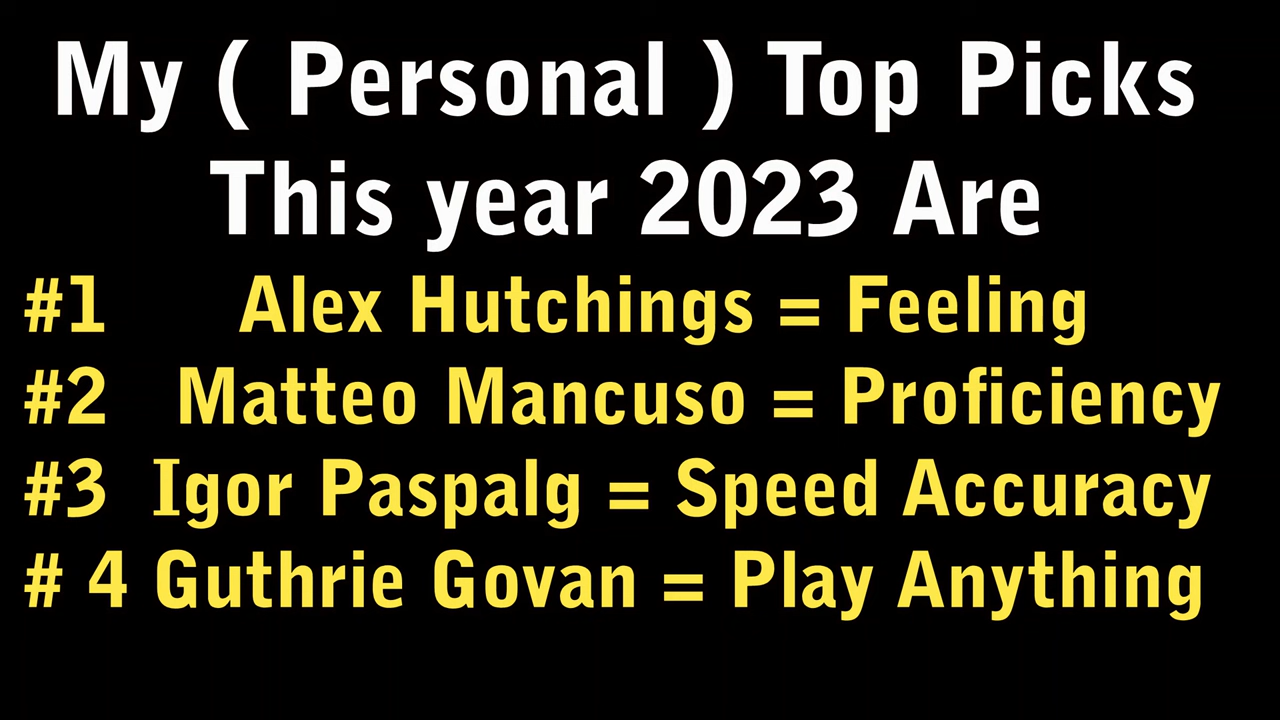 My ( Personal ) Top Picks
This year 2023 Are
#1 Alex Hutchings = Feeling
#2 Matteo Mancuso = Proficiency
#3 Igor Paspalg = Speed Accuracy
# 4 Guthrie Govan = Play Anything